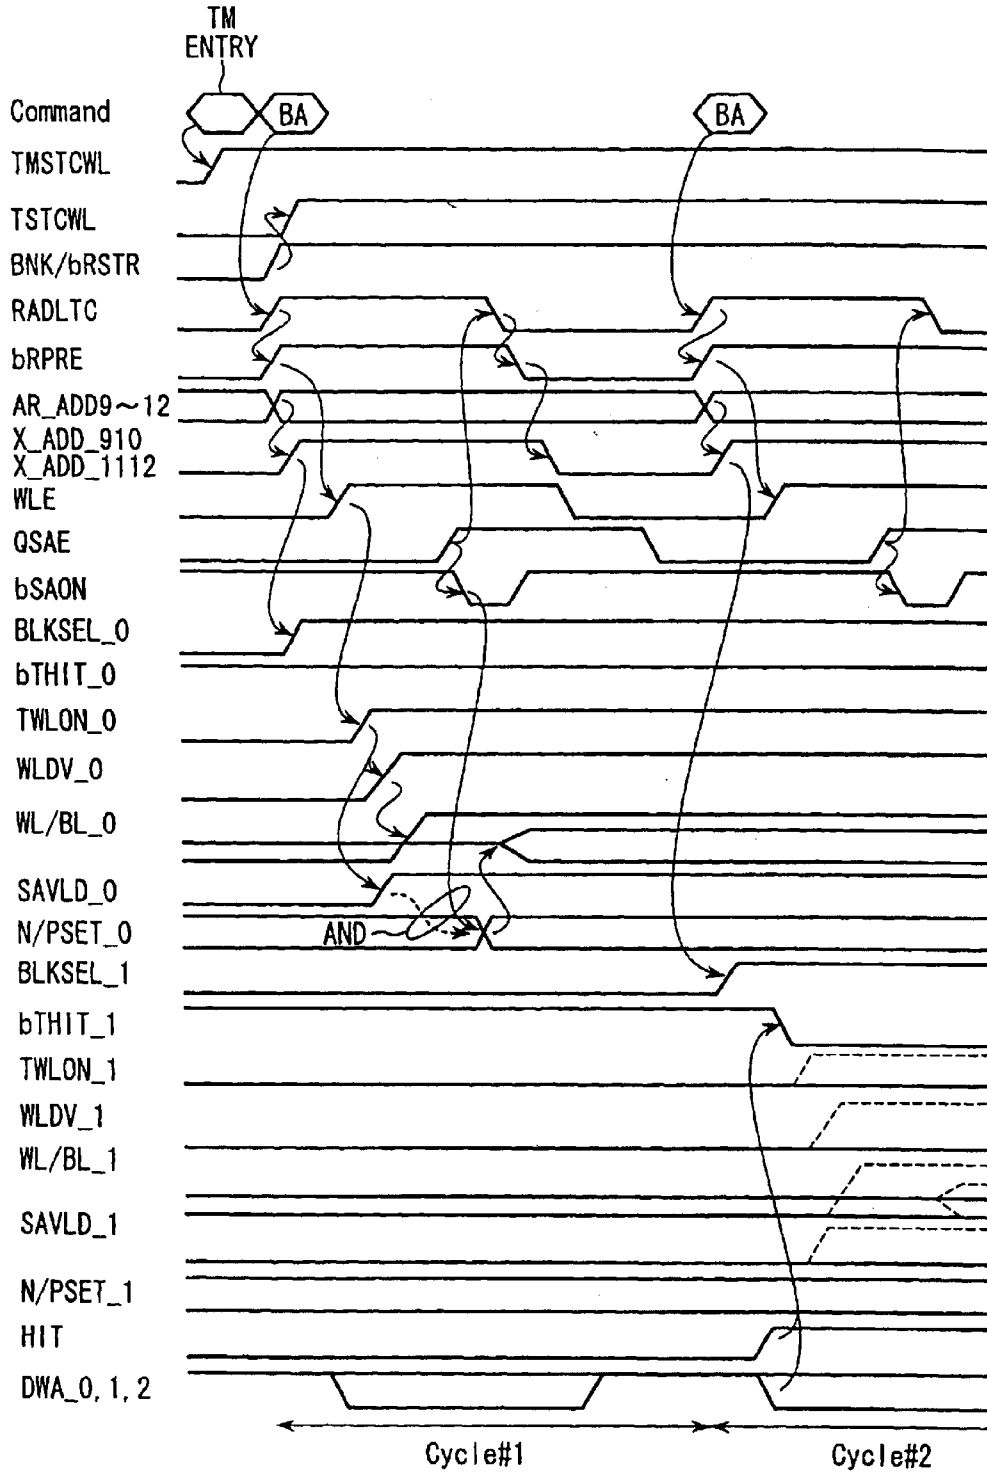 TM
ENTRY
Command
BA
BA
TMSTCWL
TSTCWL
BNK/bRSTR
RADLTC
bRPRE
AR_ADD9～12
X_ADD_910
X_ADD_1112
WLE
QSAE
bSAON
BLKSEL_0
bTHIT_0
TWLON_0
WLDV_0
WL/BL_0
SAVLD_0
N/PSET_0
AND
BLKSEL_1
bTHIT_1
TWLON_1
WLDV_1
WL/BL_1
SAVLD_1
N/PSET_1
HIT
DWA_0, 1, 2
Cycle#1
Cycle#2